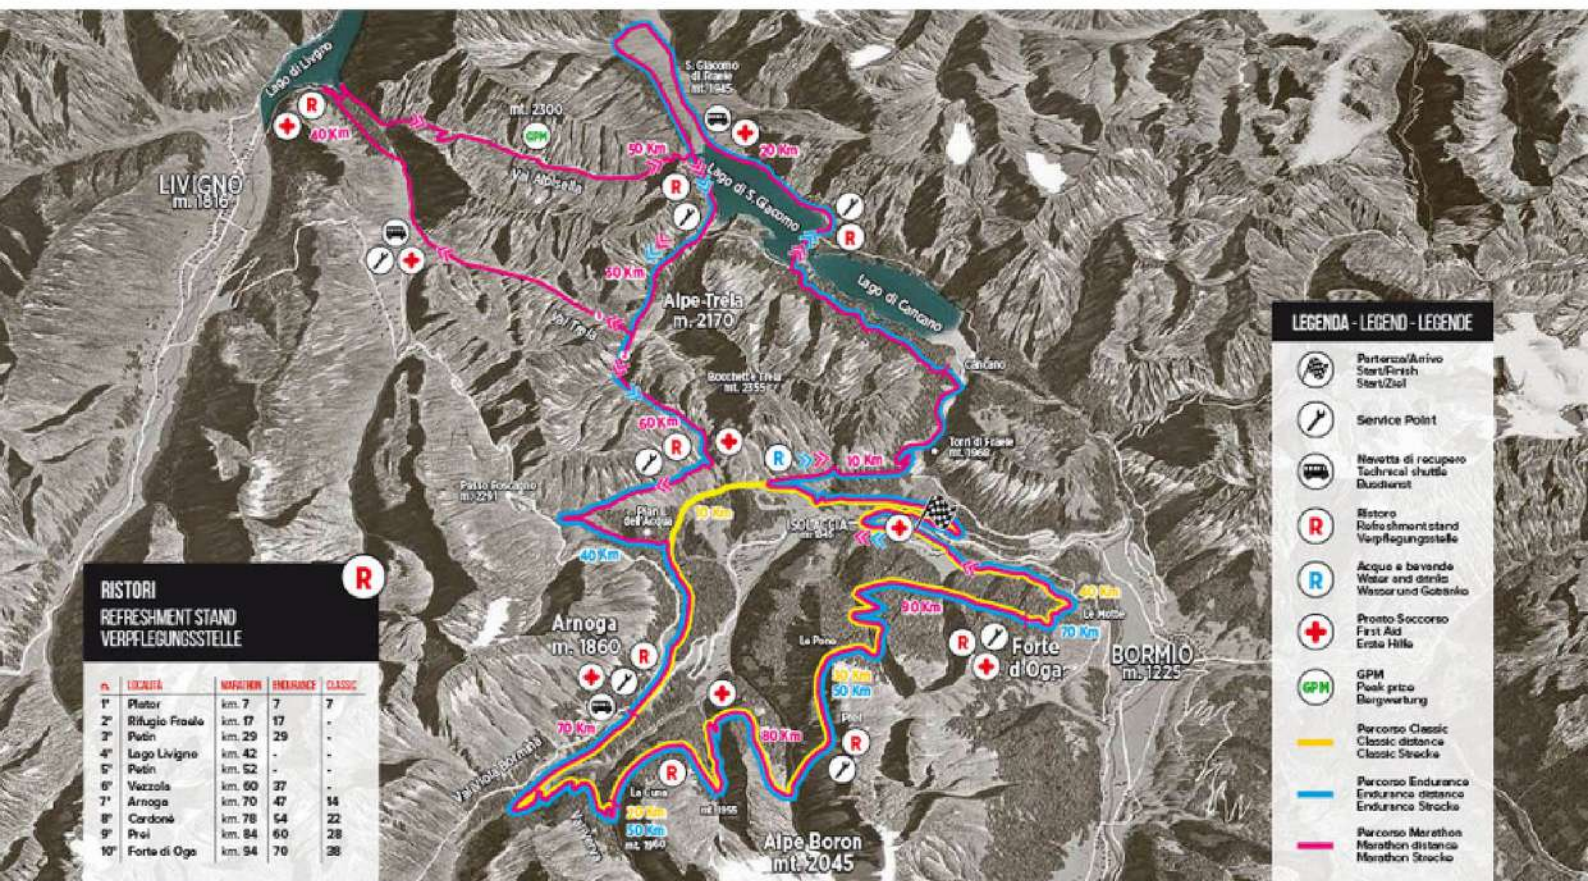 Lago di Livigno
LIVIGNO
m. 1816
R
40 Km
mt. 2300
GPM
50 Km
Val Alpisella
S. Giacomo
di Fraele
mt. 1945
20 Km
Lago di S. Giacomo
R
R
30 Km
Lago di Cancano
Alpe Trela
m. 2170
Val Trela
Bocchetta Trela
mt. 2355
Cancano
60 Km
R
R
10 Km
Torri di Fraele
mt. 1968
Passo Foscagno
m. 2291
Pian
dell'Acqua
10 Km
ISOLACCIA
mt. 1345
40 Km
40 Km
Le Motte
70 Km
90 Km
R
Forte
d'Oga
BORMIO
m. 1225
Le Pone
Arnoga
m. 1860
R
50 Km
70 Km
80 Km
R
R
La Cuna
20 Km
50 Km
mt. 1960
mt. 1955
Alpe Boron
mt. 2045
RISTORI
R
REFRESHMENT STAND
VERPFLEGUNGSSTELLE
n. LOCALITÀ MARATHON ENDURANCE CLASSIC
1° Plator km. 7 7 7
2° Rifugio Fraele km. 17 17 -
3° Petin km. 29 29 -
4° Lago Livigno km. 42 - -
5° Petin km. 52 - -
6° Vezzola km. 60 37 -
7° Arnoga km. 70 47 14
8° Cardonè km. 78 54 22
9° Prei km. 84 60 28
10° Forte di Oga km. 94 70 38
LEGENDA - LEGEND - LEGENDE
Partenza/Arrivo
Start/Finish
Start/Ziel
Service Point
Navetta di recupero
Technical shuttle
Busdienst
R
Ristoro
Refreshment stand
Verpflegungsstelle
R
Acqua e bevande
Water and drinks
Wasser und Getränke
Pronto Soccorso
First Aid
Erste Hilfe
GPM
GPM
Peak prize
Bergwertung
Percorso Classic
Classic distance
Classic Strecke
Percorso Endurance
Endurance distance
Endurance Strecke
Percorso Marathon
Marathon distance
Marathon Strecke